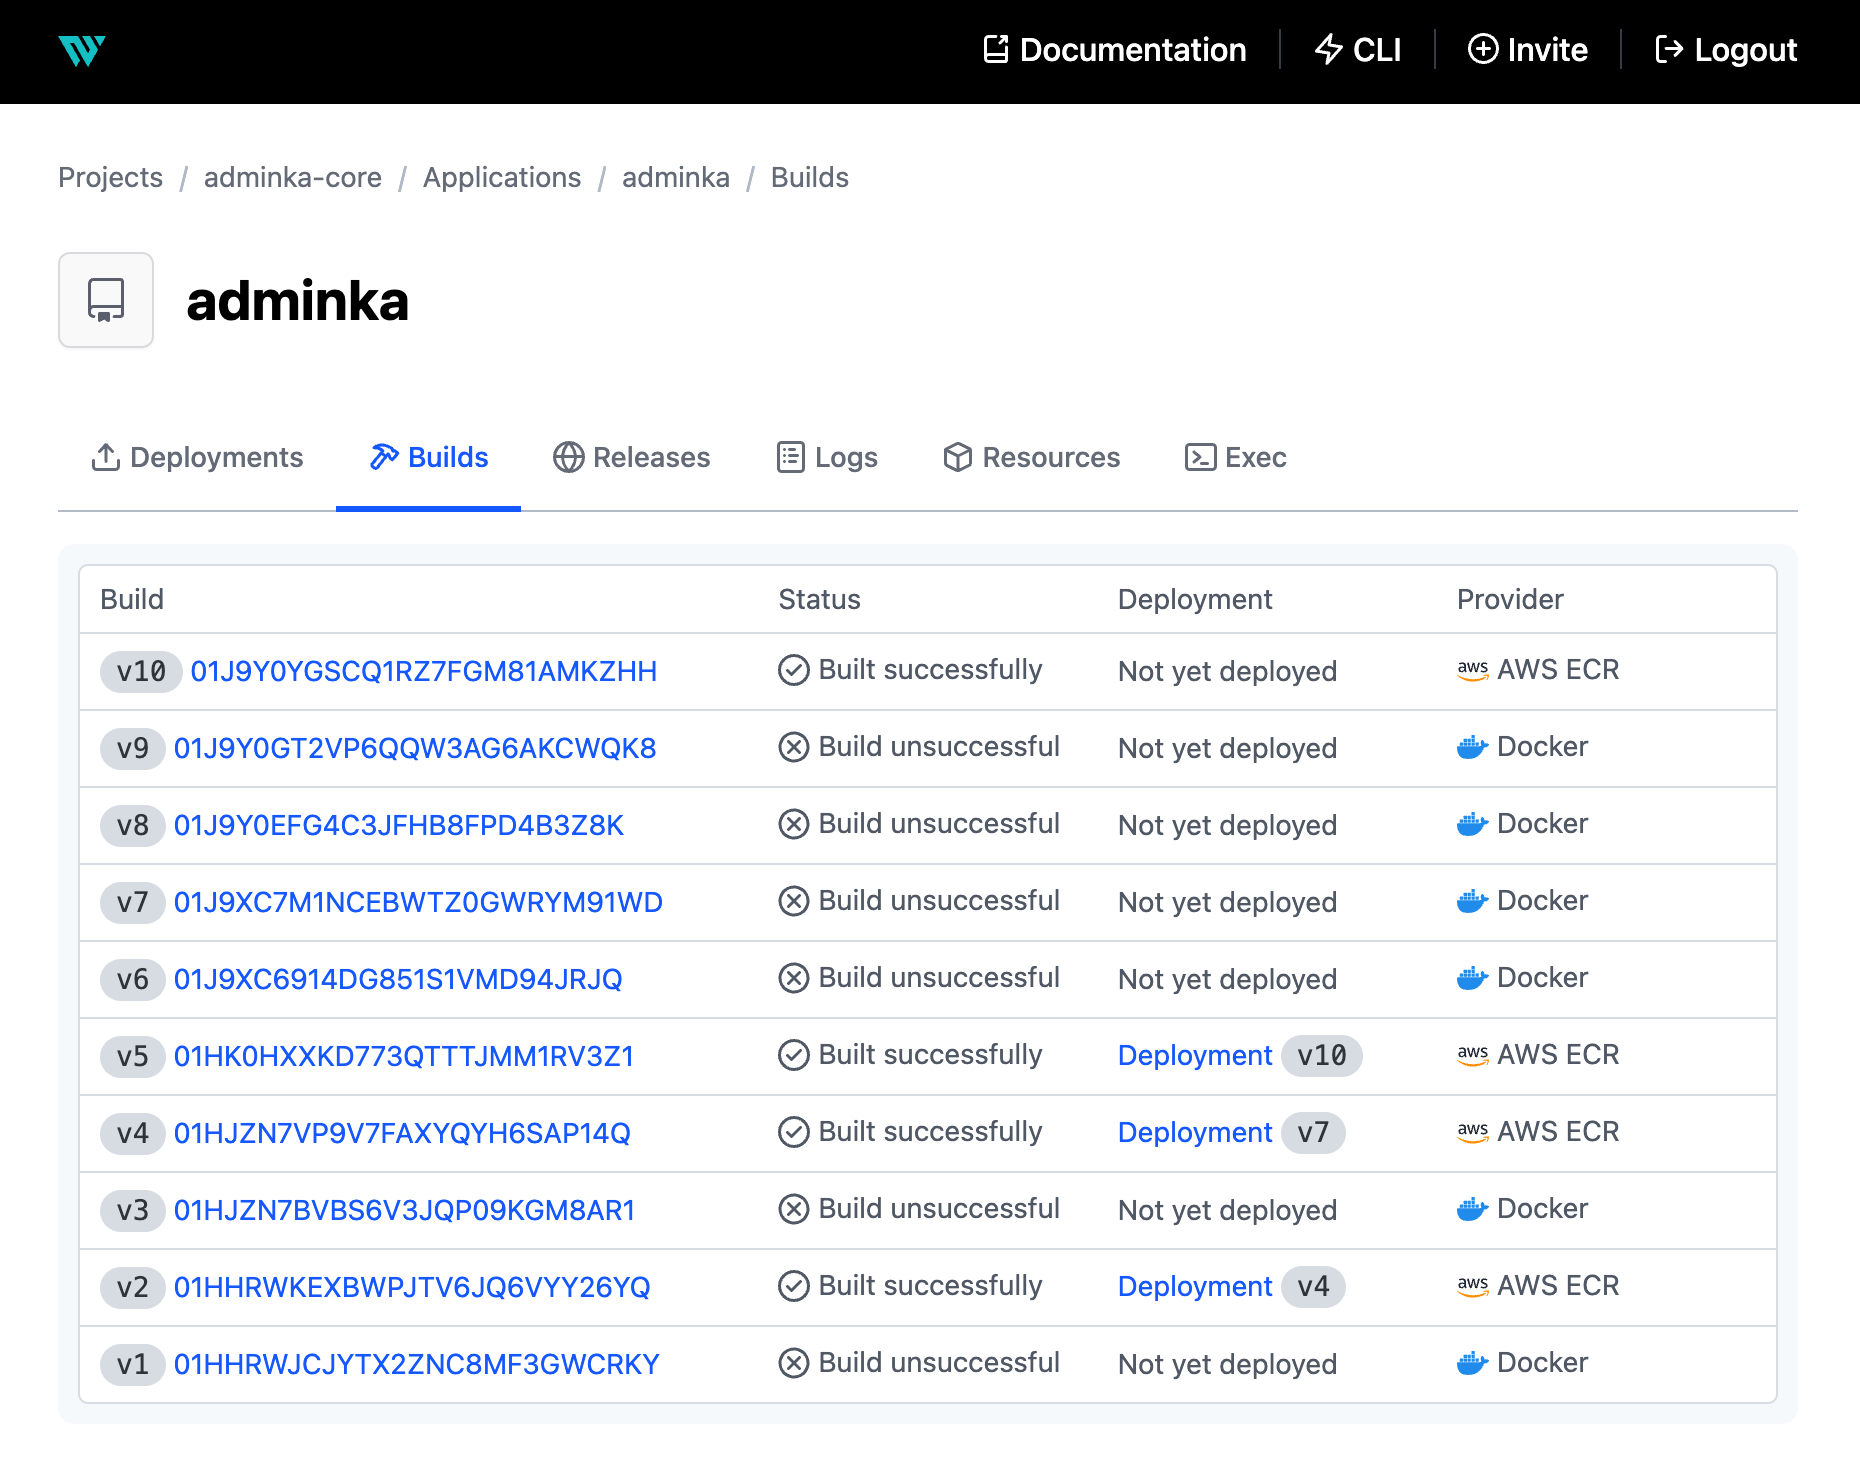 Documentation CLI Invite Logout
Projects / adminka-core / Applications / adminka / Builds
adminka
Deployments Builds Releases Logs Resources Exec
Build Status Deployment Provider
v10 01J9Y0YGSCQ1RZ7FGM81AMKZHH Built successfully Not yet deployed aws AWS ECR
v9 01J9Y0GT2VP6QQW3AG6AKCWQK8 Build unsuccessful Not yet deployed Docker
v8 01J9Y0EFG4C3JFHB8FPD4B3Z8K Build unsuccessful Not yet deployed Docker
v7 01J9XC7M1NCEBWTZ0GWRYM91WD Build unsuccessful Not yet deployed Docker
v6 01J9XC6914DG851S1VMD94JRJQ Build unsuccessful Not yet deployed Docker
v5 01HK0HXXKD773QTTTJMM1RV3Z1 Built successfully Deployment v10 aws AWS ECR
v4 01HJZN7VP9V7FAXYQYH6SAP14Q Built successfully Deployment v7 aws AWS ECR
v3 01HJZN7BVBS6V3JQP09KGM8AR1 Build unsuccessful Not yet deployed Docker
v2 01HHRWKEXBWPJTV6JQ6VYY26YQ Built successfully Deployment v4 aws AWS ECR
v1 01HHRWJCJYTX2ZNC8MF3GWCRKY Build unsuccessful Not yet deployed Docker